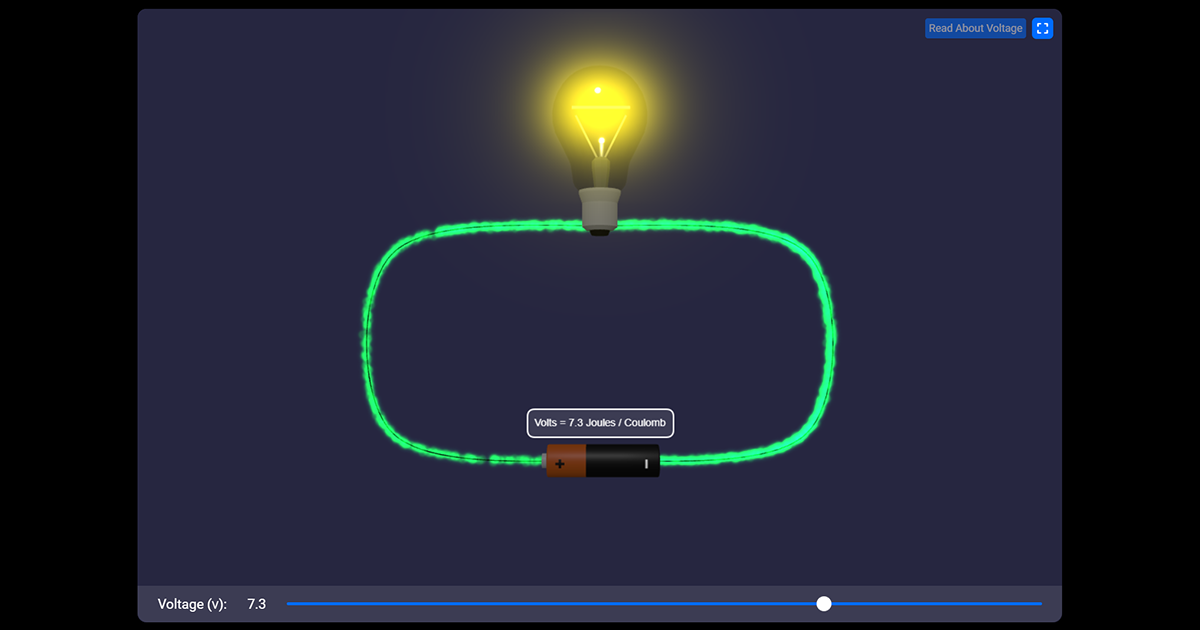 Read About Voltage
Volts = 7.3 Joules / Coulomb
+ I
Voltage (v): 7.3